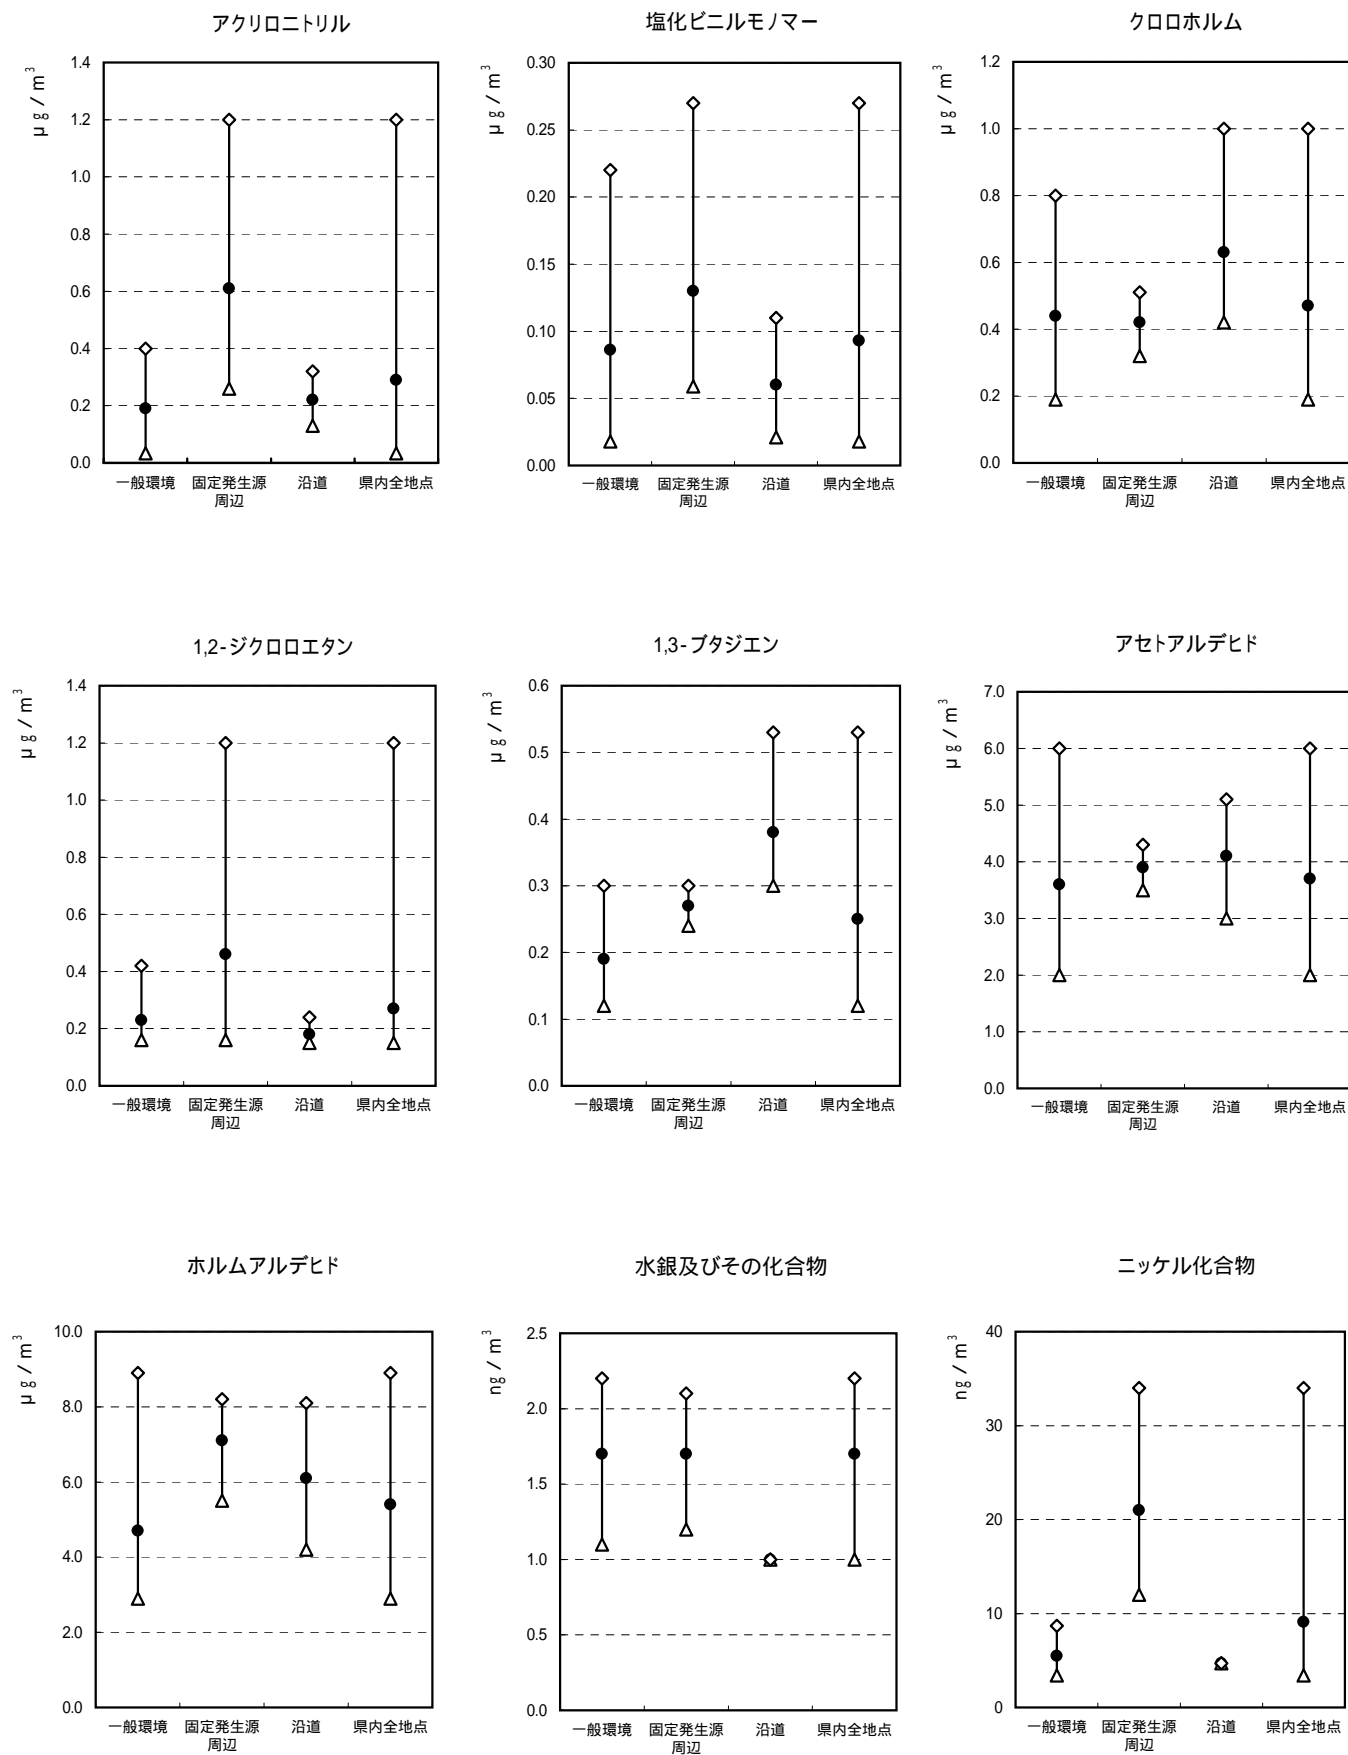 アクリロニトリル
μg/m³
1.4
1.2
1.0
0.8
0.6
0.4
0.2
0.0
一般環境 固定発生源 沿道 県内全地点
周辺
塩化ビニルモノマー
μg/m³
0.30
0.25
0.20
0.15
0.10
0.05
0.00
一般環境 固定発生源 沿道 県内全地点
周辺
クロロホルム
μg/m³
1.2
1.0
0.8
0.6
0.4
0.2
0.0
一般環境 固定発生源 沿道 県内全地点
周辺
1,2-ジクロロエタン
μg/m³
1.4
1.2
1.0
0.8
0.6
0.4
0.2
0.0
一般環境 固定発生源 沿道 県内全地点
周辺
1,3-ブタジエン
μg/m³
0.6
0.5
0.4
0.3
0.2
0.1
0.0
一般環境 固定発生源 沿道 県内全地点
周辺
アセトアルデヒド
μg/m³
7.0
6.0
5.0
4.0
3.0
2.0
1.0
0.0
一般環境 固定発生源 沿道 県内全地点
周辺
ホルムアルデヒド
μg/m³
10.0
8.0
6.0
4.0
2.0
0.0
一般環境 固定発生源 沿道 県内全地点
周辺
水銀及びその化合物
ng/m³
2.5
2.0
1.5
1.0
0.5
0.0
一般環境 固定発生源 沿道 県内全地点
周辺
ニッケル化合物
ng/m³
40
30
20
10
0
一般環境 固定発生源 沿道 県内全地点
周辺